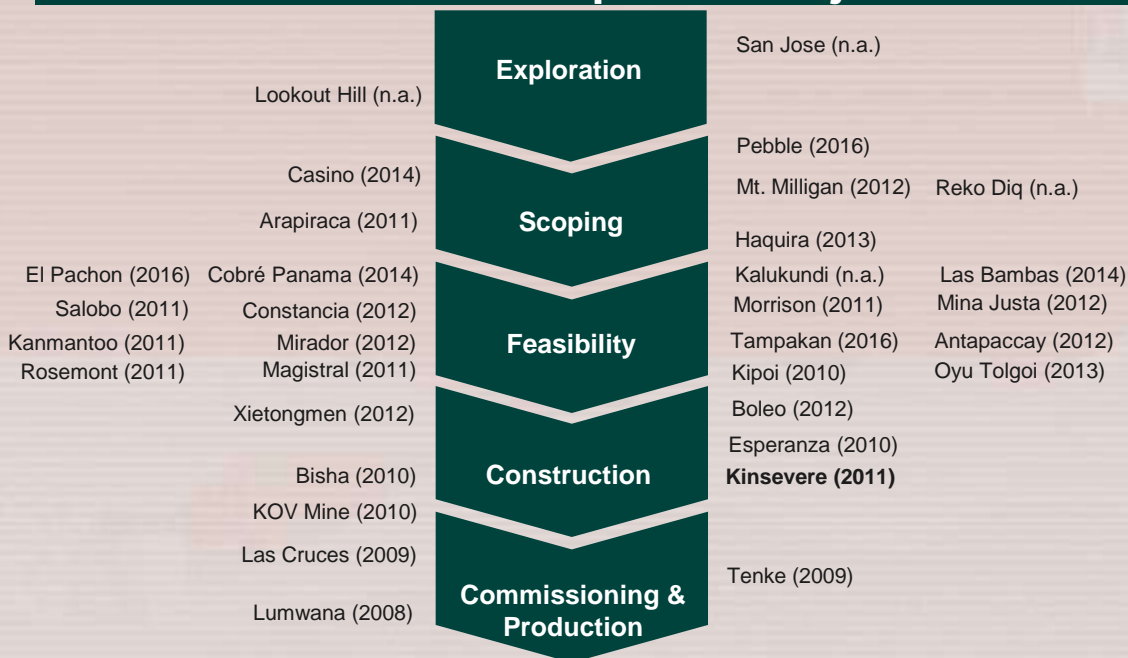 San Jose (n.a.)
Exploration
Lookout Hill (n.a.)
Pebble (2016)
Casino (2014)
Mt. Milligan (2012) Reko Diq (n.a.)
Arapiraca (2011)
Scoping
Haquira (2013)
El Pachon (2016) Cobré Panama (2014)
Kalukundi (n.a.) Las Bambas (2014)
Salobo (2011) Constancia (2012)
Morrison (2011) Mina Justa (2012)
Kanmantoo (2011) Mirador (2012)
Feasibility
Tampakan (2016) Antapaccay (2012)
Rosemont (2011) Magistral (2011)
Kipoi (2010) Oyu Tolgoi (2013)
Xietongmen (2012)
Boleo (2012)
Esperanza (2010)
Bisha (2010)
Construction
Kinsevere (2011)
KOV Mine (2010)
Las Cruces (2009)
Tenke (2009)
Commissioning &
Production
Lumwana (2008)